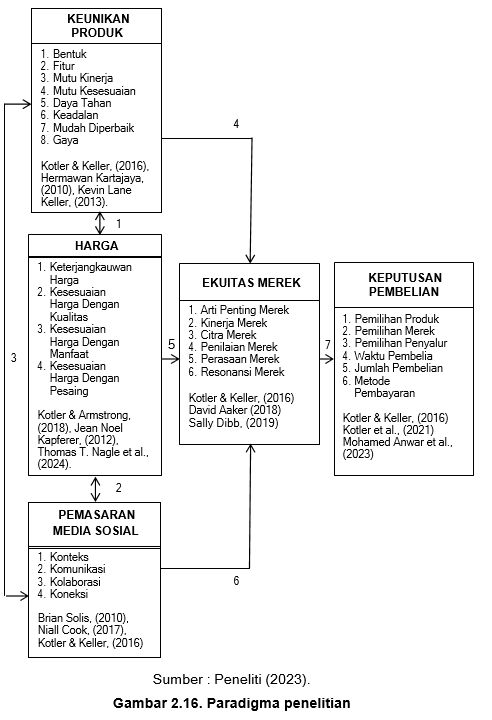 KEUNIKAN
PRODUK
1. Bentuk
2. Fitur
3. Mutu Kinerja
4. Mutu Kesesuaian
5. Daya Tahan
6. Keadalan
7. Mudah Diperbaik
8. Gaya
Kotler & Keller, (2016),
Hermawan Kartajaya,
(2010), Kevin Lane
Keller, (2013).
4
1
HARGA
1. Keterjangkauwan
Harga
2. Kesesuaian
Harga Dengan
Kualitas
3. Kesesuaian
Harga Dengan
Manfaat
4. Kesesuaian
Harga Dengan
Pesaing
Kotler & Armstrong,
(2018), Jean Noel
Kapferer, (2012),
Thomas T. Nagle et al.,
(2024).
3
5
EKUITAS MEREK
1. Arti Penting Merek
2. Kinerja Merek
3. Citra Merek
4. Penilaian Merek
5. Perasaan Merek
6. Resonansi Merek
Kotler & Keller, (2016)
David Aaker (2018)
Sally Dibb, (2019)
7
KEPUTUSAN
PEMBELIAN
1. Pemilihan Produk
2. Pemilihan Merek
3. Pemilihan Penyalur
4. Waktu Pembelia
5. Jumlah Pembelian
6. Metode
Pembayaran
Kotler & Keller, (2016)
Kotler et al., (2021)
Mohamed Anwar et al.,
(2023)
2
PEMASARAN
MEDIA SOSIAL
1. Konteks
2. Komunikasi
3. Kolaborasi
4. Koneksi
Brian Solis, (2010),
Niall Cook, (2017),
Kotler & Keller, (2016)
6
Sumber : Peneliti (2023).
Gambar 2.16. Paradigma penelitian